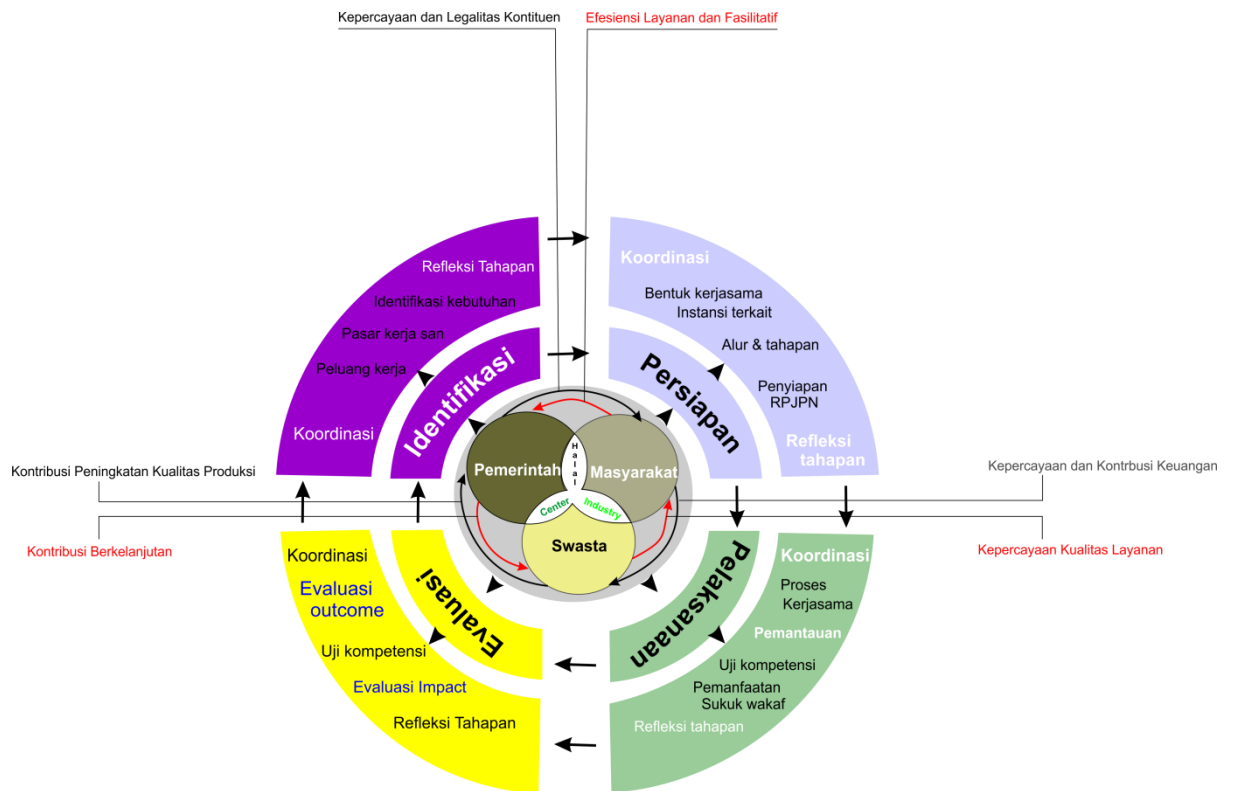 Kepercayaan dan Legalitas Kontituen
Efesiensi Layanan dan Fasilitatif
Refleksi Tahapan
Identifikasi kebutuhan
Pasar kerja san
Peluang kerja
Koordinasi
Identifikasi
Koordinasi
Bentuk kerjasama
Instansi terkait
Alur & tahapan
Penyiapan
RPJPN
Refleksi
tahapan
Persiapan
Pemerintah
Halal
Masyarakat
Center
Industry
Swasta
Kontribusi Peningkatan Kualitas Produksi
Kontribusi Berkelanjutan
Kepercayaan dan Kontrbusi Keuangan
Kepercayaan Kualitas Layanan
Koordinasi
Evaluasi
outcome
Uji kompetensi
Evaluasi Impact
Refleksi Tahapan
Evaluasi
Pelaksanaan
Koordinasi
Proses
Kerjasama
Pemantauan
Uji kompetensi
Pemanfaatan
Sukuk wakaf
Refleksi tahapan